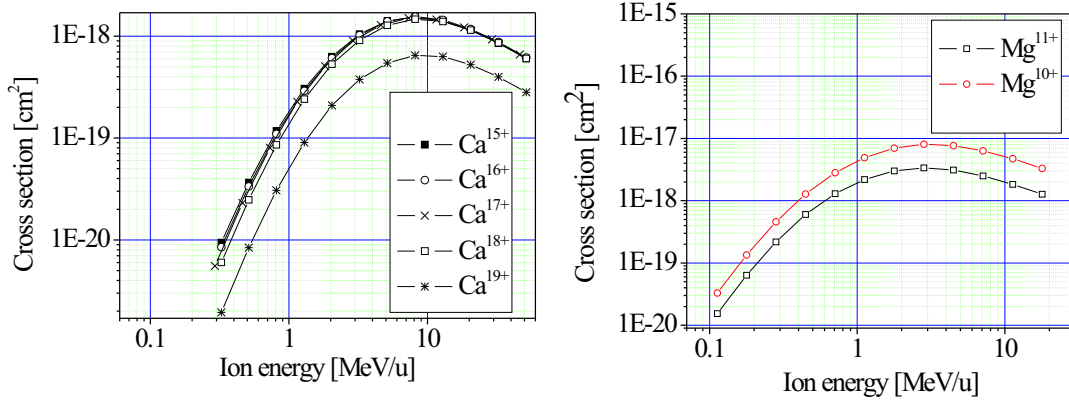 1E-18
1E-19
1E-20
Cross section [cm²]
0.1
1
10
Ion energy [MeV/u]
Ca¹⁵⁺
Ca¹⁶⁺
Ca¹⁷⁺
Ca¹⁸⁺
Ca¹⁹⁺
1E-15
1E-16
1E-17
1E-18
1E-19
1E-20
Cross section [cm²]
0.1
1
10
Ion energy [MeV/u]
Mg¹¹⁺
Mg¹⁰⁺